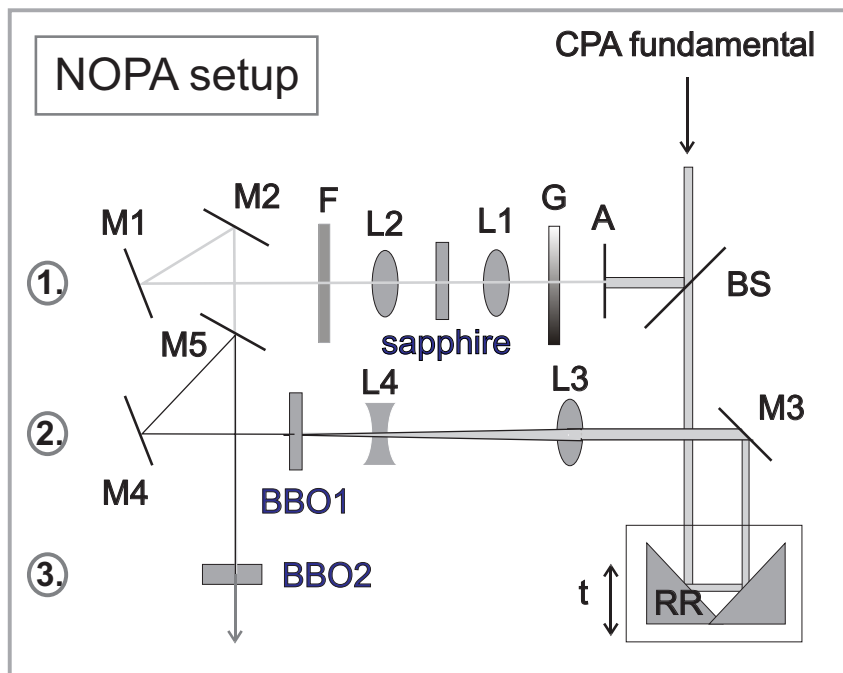 CPA fundamental
NOPA setup
M2
F
G
M1
L2
L1
A
1.
BS
M5
sapphire
L4
L3
M3
2.
M4
BBO1
3.
BBO2
t
RR